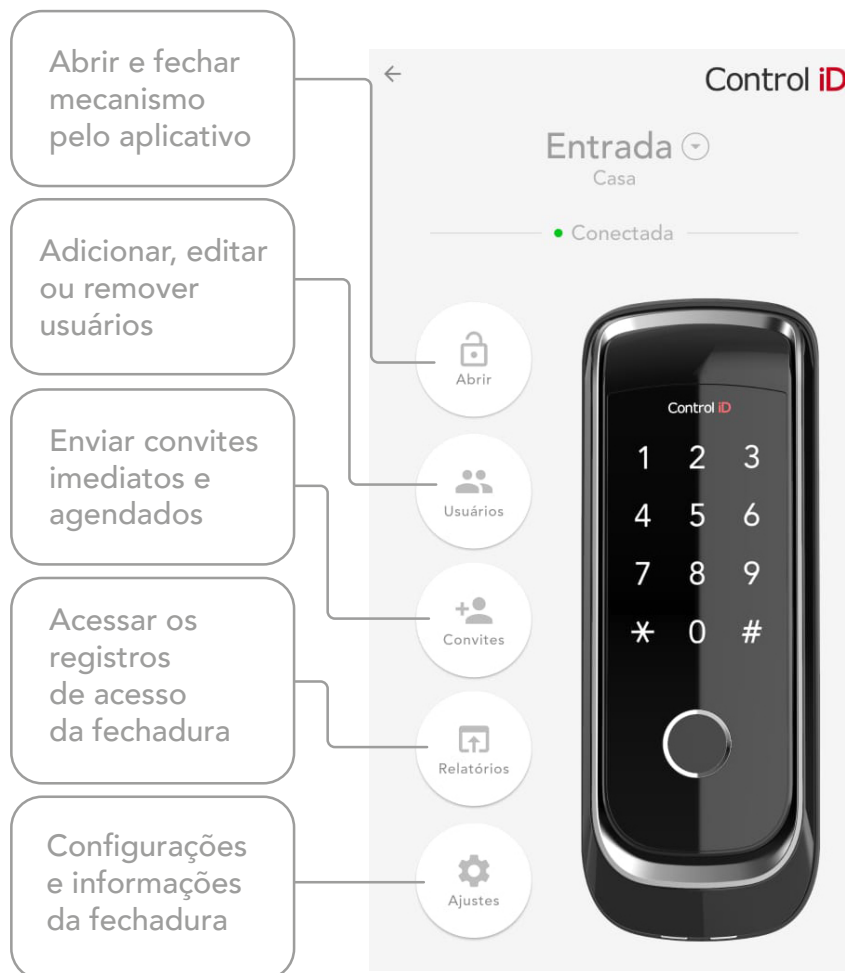 Abrir e fechar
mecanismo
pelo aplicativo
Adicionar, editar
ou remover
usuários
Enviar convites
imediatos e
agendados
Acessar os
registros
de acesso
da fechadura
Configurações
e informações
da fechadura
Control iD
Entrada
Casa
Conectada
Abrir
Usuários
Convites
Relatórios
Ajustes
Control iD
1 2 3
4 5 6
7 8 9
* 0 #